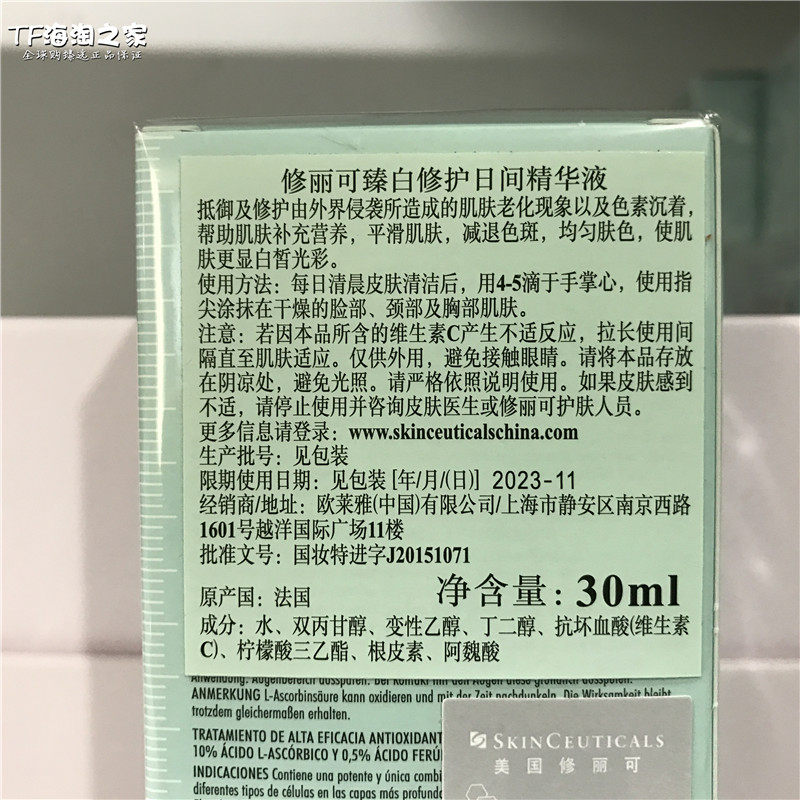 TF海淘之家
全球购臻选正品保证
修丽可臻白修护日间精华液
抵御及修护由外界侵袭所造成的肌肤老化现象以及色素沉着,
帮助肌肤补充营养，平滑肌肤，减退色斑，均匀肤色，使肌
肤更显白皙光彩。
使用方法：每日清晨皮肤清洁后，用4-5滴于手掌心，使用指
尖涂抹在干燥的脸部、颈部及胸部肌肤。
注意：若因本品所含的维生素C产生不适反应，拉长使用间
隔直至肌肤适应。仅供外用，避免接触眼睛。请将本品存放
在阴凉处，避免光照。请严格依照说明使用。如果皮肤感到
不适，请停止使用并咨询皮肤医生或修丽可护肤人员。
更多信息请登录：www.skinceuticalschina.com
生产批号：见包装
限期使用日期：见包装 [年/月/(日)] 2023-11
经销商/地址：欧莱雅(中国)有限公司/上海市静安区南京西路
1601号越洋国际广场11楼
批准文号：国妆特进字J20151071
原产国：法国 净含量：30ml
成分：水、双丙甘醇、变性乙醇、丁二醇、抗坏血酸(维生素
C)、柠檬酸三乙酯、根皮素、阿魏酸
Anwendung. Augenbereich aussparen. Bei Kontakt mit den Augen diese gründlich ausspülen.
ANMERKUNG L-Ascorbinsäure kann oxidieren und mit der Zeit nachdunkeln. Die Wirksamkeit bleibt
trotzdem gleichermaßen erhalten.
TRATAMIENTO DE ALTA EFICACIA ANTIOXIDANT
10% ÁCIDO L-ASCÓRBICO Y 0,5% ÁCIDO FERÚ
INDICACIONES Contiene una potente y única combi
diferentes tipos de células en las capas más profund
SKINCEUTICALS
美国修丽可